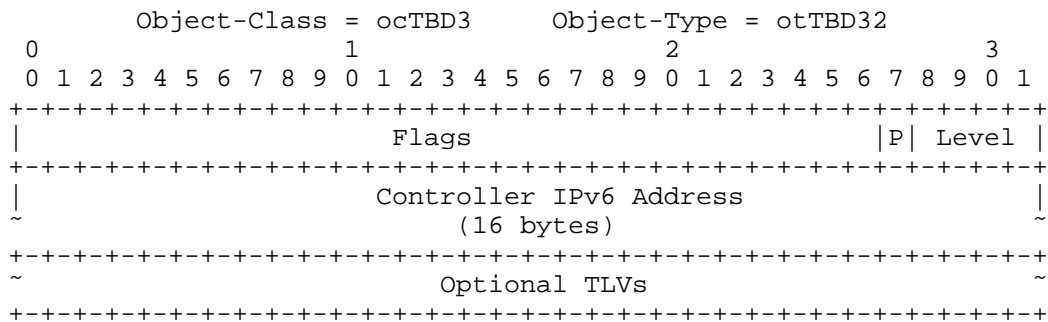 Object-Class = ocTBD3     Object-Type = otTBD32
 0                   1                   2                   3
 0 1 2 3 4 5 6 7 8 9 0 1 2 3 4 5 6 7 8 9 0 1 2 3 4 5 6 7 8 9 0 1
+-+-+-+-+-+-+-+-+-+-+-+-+-+-+-+-+-+-+-+-+-+-+-+-+-+-+-+-+-+-+-+-+
|                       Flags                         |P| Level |
+-+-+-+-+-+-+-+-+-+-+-+-+-+-+-+-+-+-+-+-+-+-+-+-+-+-+-+-+-+-+-+-+
|                      Controller IPv6 Address                  |
~                           (16 bytes)                          ~
+-+-+-+-+-+-+-+-+-+-+-+-+-+-+-+-+-+-+-+-+-+-+-+-+-+-+-+-+-+-+-+-+
~                          Optional TLVs                        ~
+-+-+-+-+-+-+-+-+-+-+-+-+-+-+-+-+-+-+-+-+-+-+-+-+-+-+-+-+-+-+-+-+